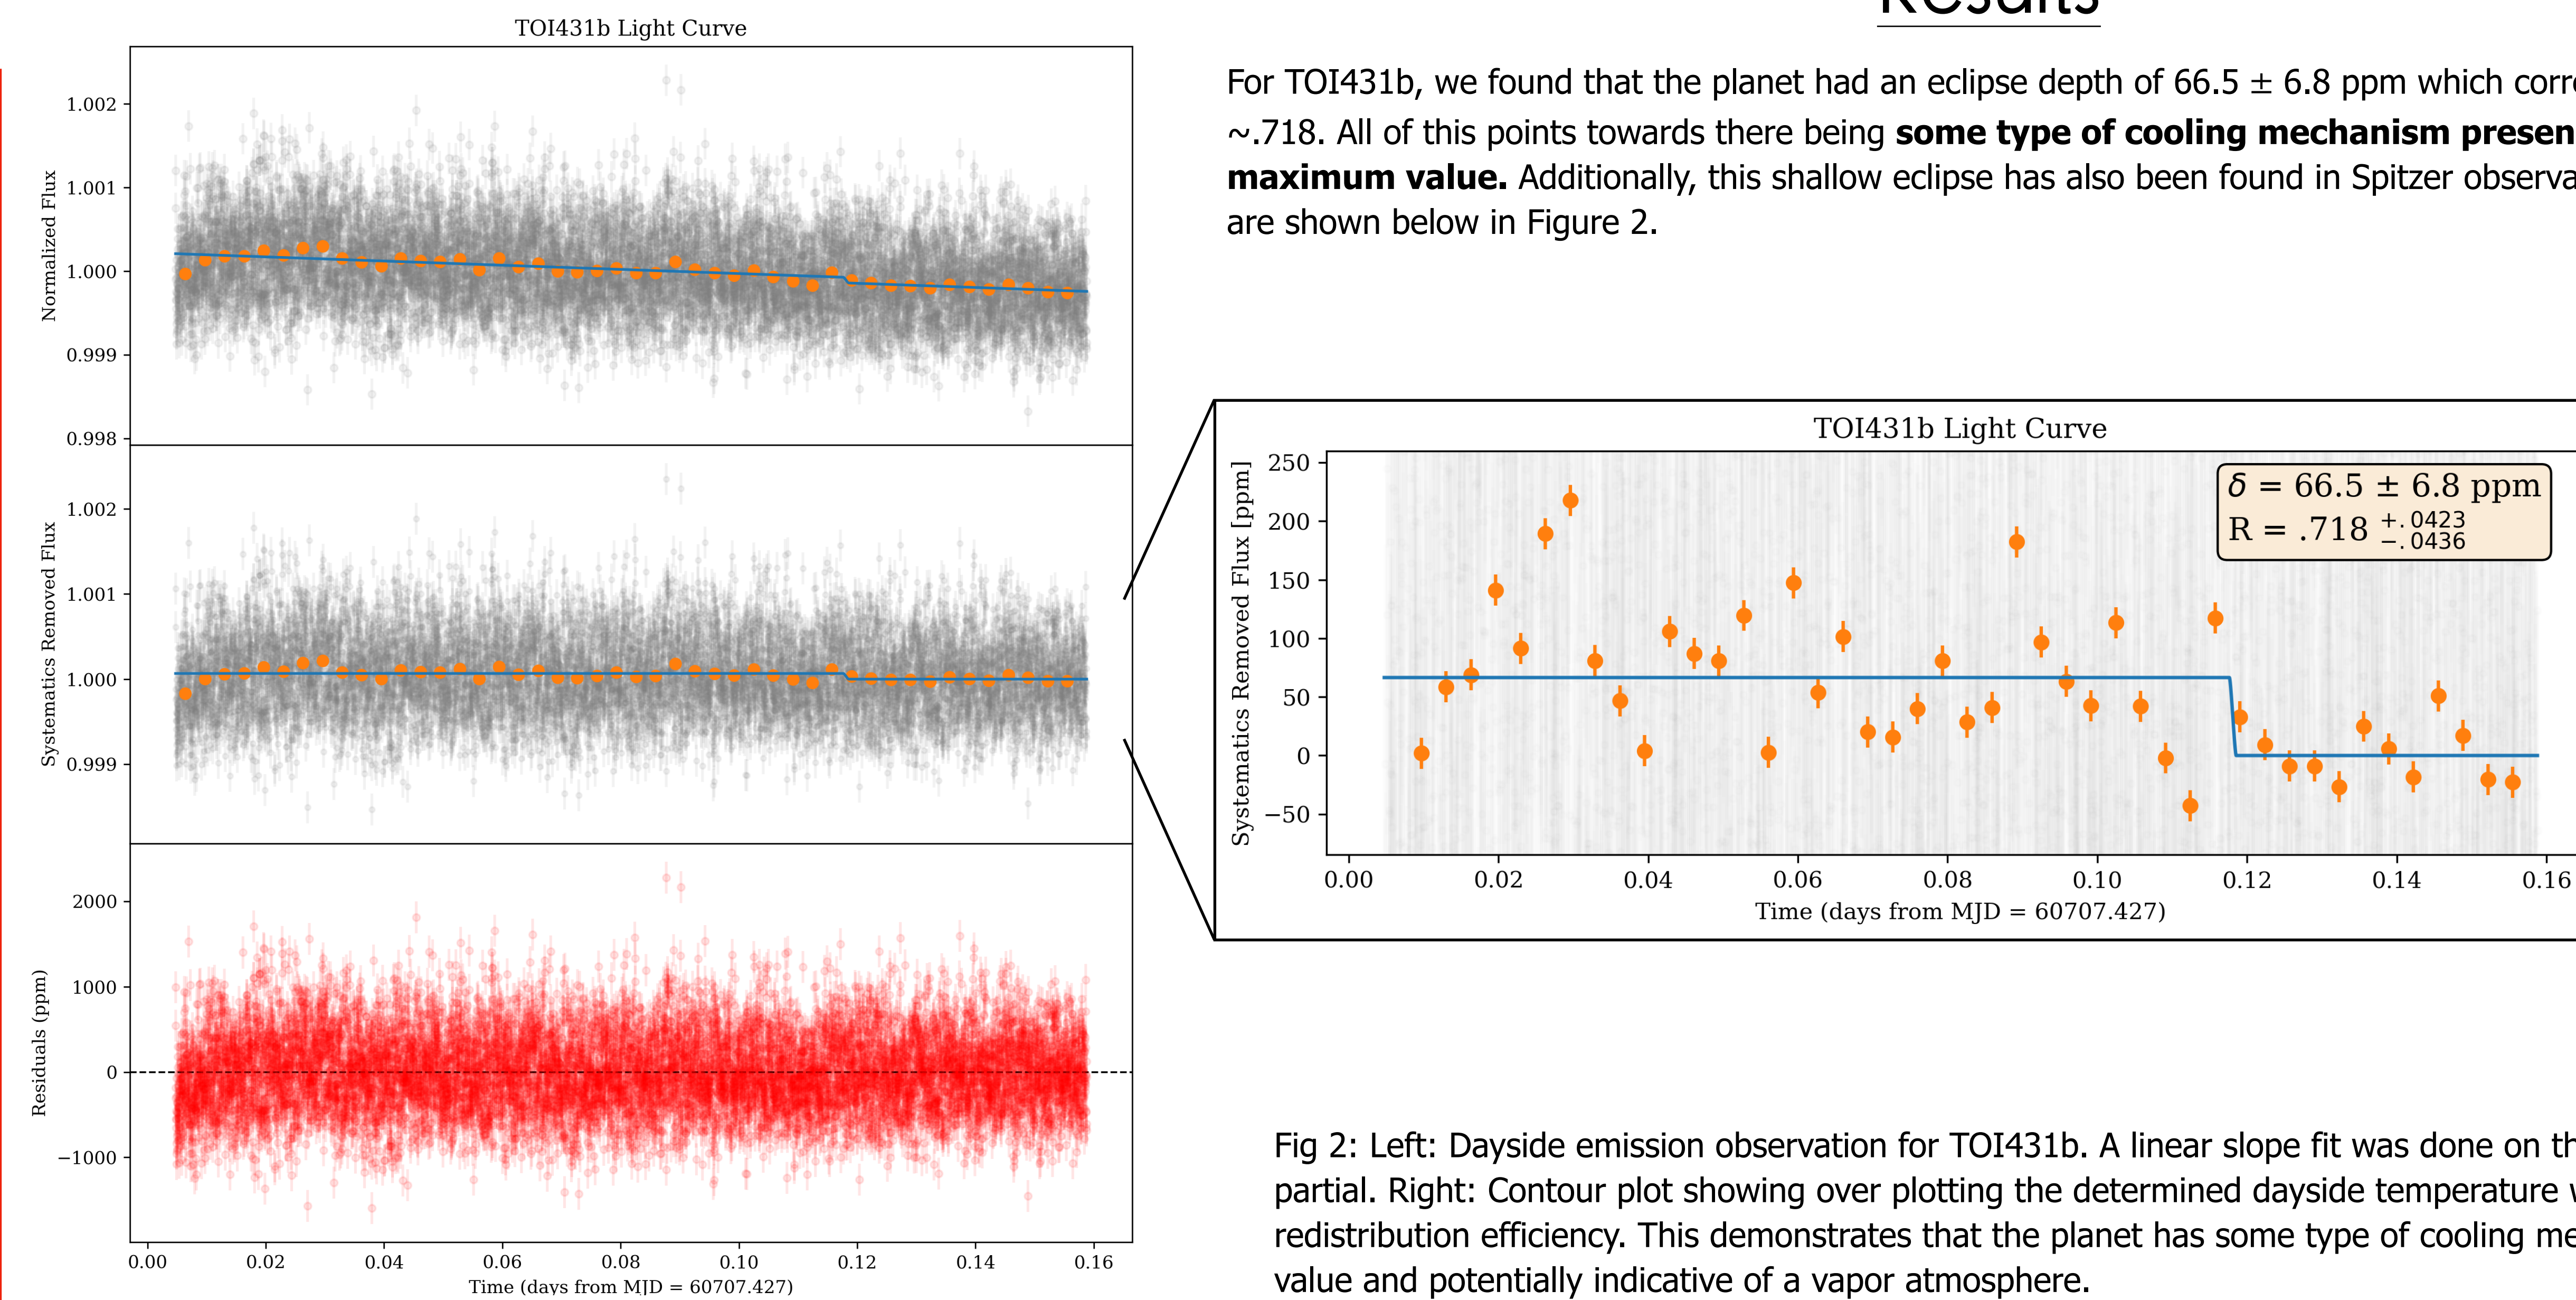 TOI431b Light Curve
Normalized Flux
1.002
1.001
1.000
0.999
0.998
Systematics Removed Flux
1.002
1.001
1.000
0.999
Residuals (ppm)
2000
1000
0
−1000
0.00 0.02 0.04 0.06 0.08 0.10 0.12 0.14 0.16
Time (days from MJD = 60707.427)
Results
For TOI431b, we found that the planet had an eclipse depth of 66.5 ± 6.8 ppm which
~.718. All of this points towards there being some type of cooling mechanism
maximum value. Additionally, this shallow eclipse has also been found in Spitzer
are shown below in Figure 2.
TOI431b Light Curve
Systematics Removed Flux [ppm]
250
200
150
100
50
0
−50
δ = 66.5 ± 6.8 ppm
R = .718 +.0423 −.0436
0.00 0.02 0.04 0.06 0.08 0.10 0.12 0.14 0.16
Time (days from MJD = 60707.427)
Fig 2: Left: Dayside emission observation for TOI431b. A linear slope fit was done on
partial. Right: Contour plot showing over plotting the determined dayside temperature
redistribution efficiency. This demonstrates that the planet has some type of cooling
value and potentially indicative of a vapor atmosphere.